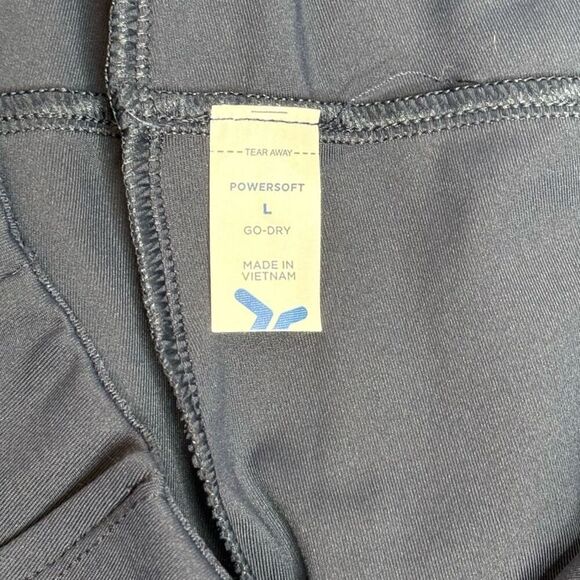 TEAR AWAY
POWERSOFT
L
GO-DRY
MADE IN
VIETNAM